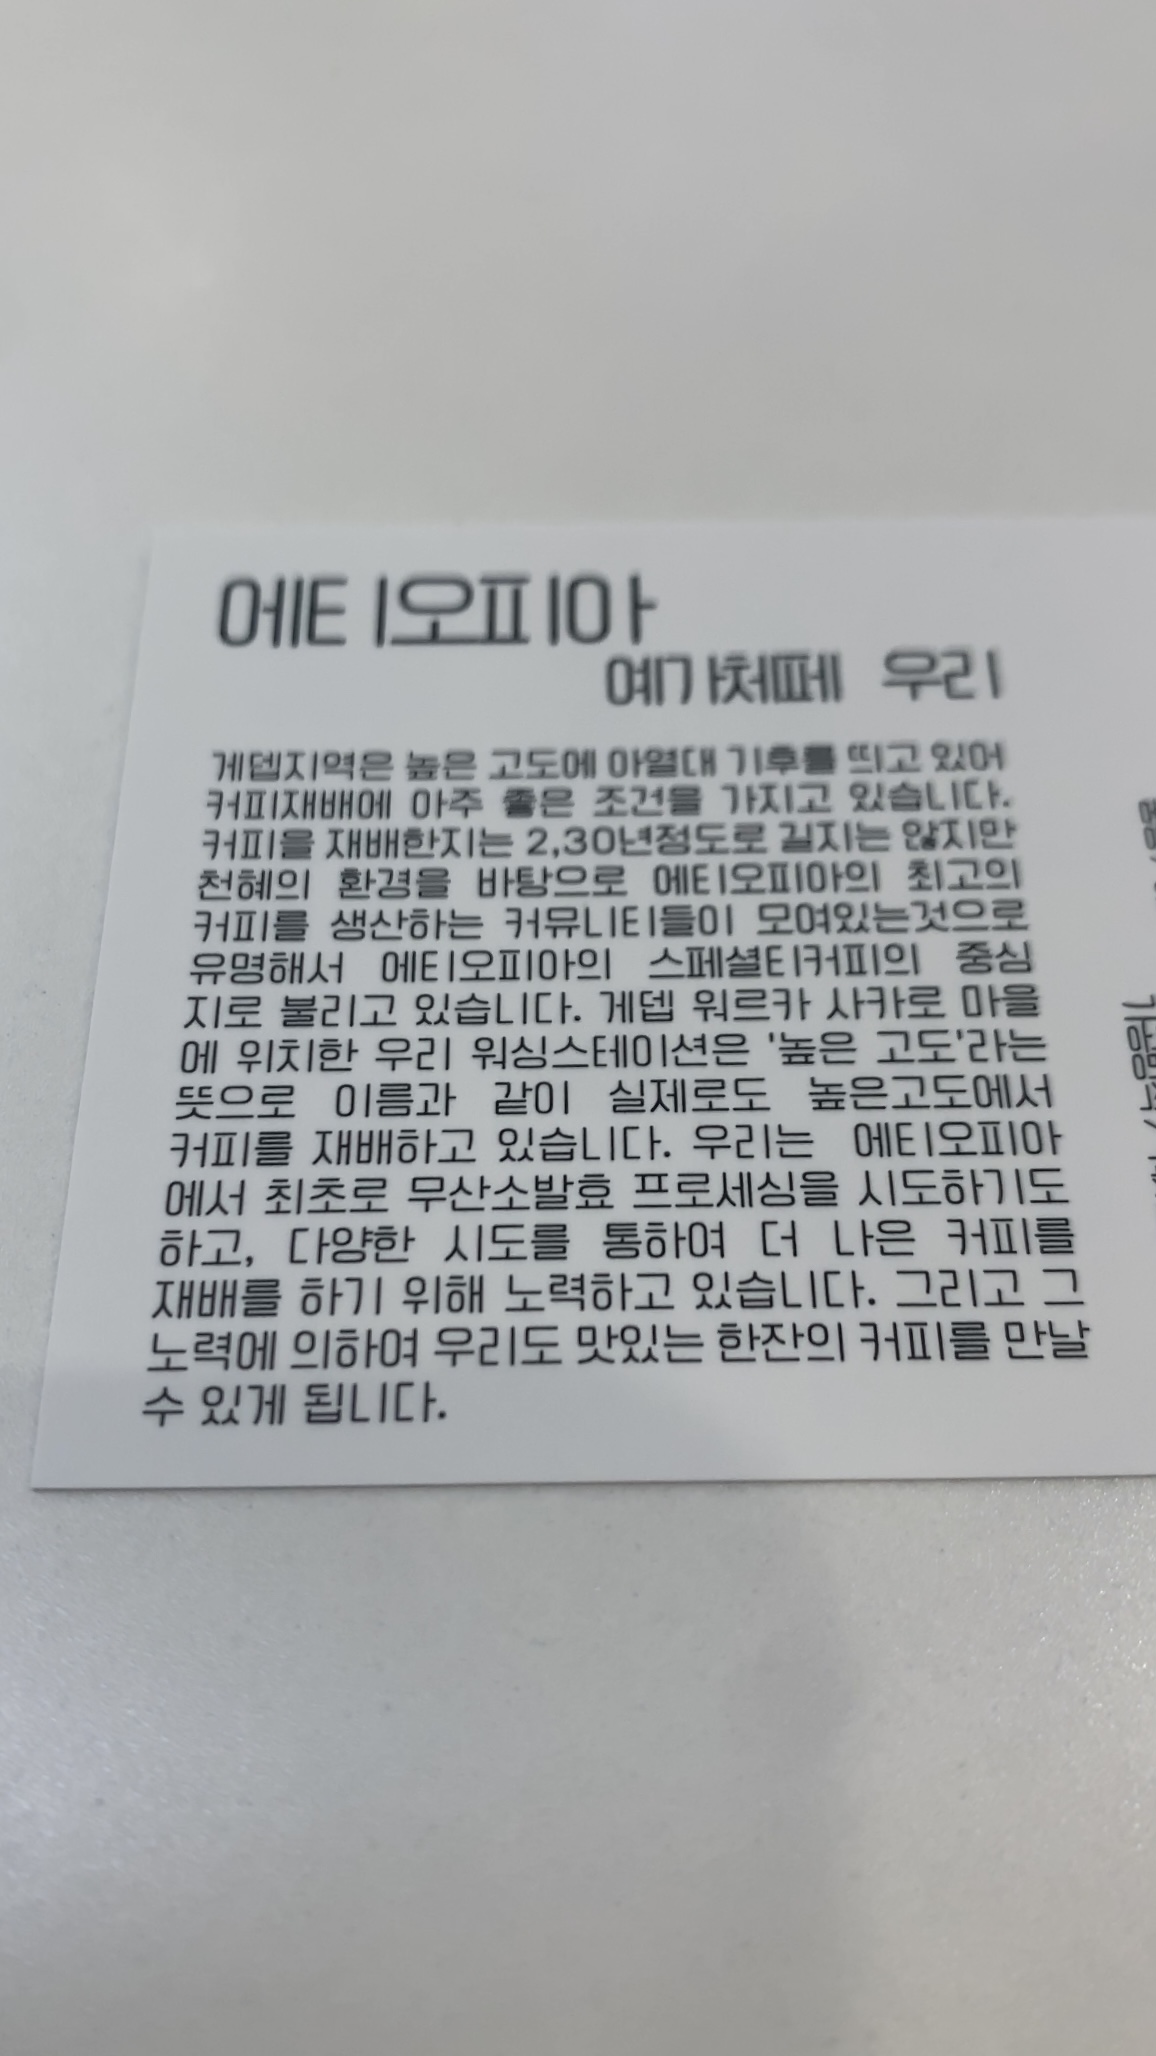 에티오피아
예가체페 우리
게뎁지역은 높은 고도에 아열대 기후를 띄고 있어
커피재배에 아주 좋은 조건을 가지고 있습니다.
커피을 재배한지는 2,30년정도로 길지는 않지만
천혜의 환경을 바탕으로 에티오피아의 최고의
커피를 생산하는 커뮤니티들이 모여있는것으로
유명해서 에티오피아의 스페셜티커피의 중심
지로 불리고 있습니다. 게뎁 워르카 사카로 마을
에 위치한 우리 워싱스테이션은 '높은 고도'라는
뜻으로 이름과 같이 실제로도 높은고도에서
커피를 재배하고 있습니다. 우리는 에티오피아
에서 최초로 무산소발효 프로세싱을 시도하기도
하고, 다양한 시도를 통하여 더 나은 커피를
재배를 하기 위해 노력하고 있습니다. 그리고 그
노력에 의하여 우리도 맛있는 한잔의 커피를 만날
수 있게 됩니다.